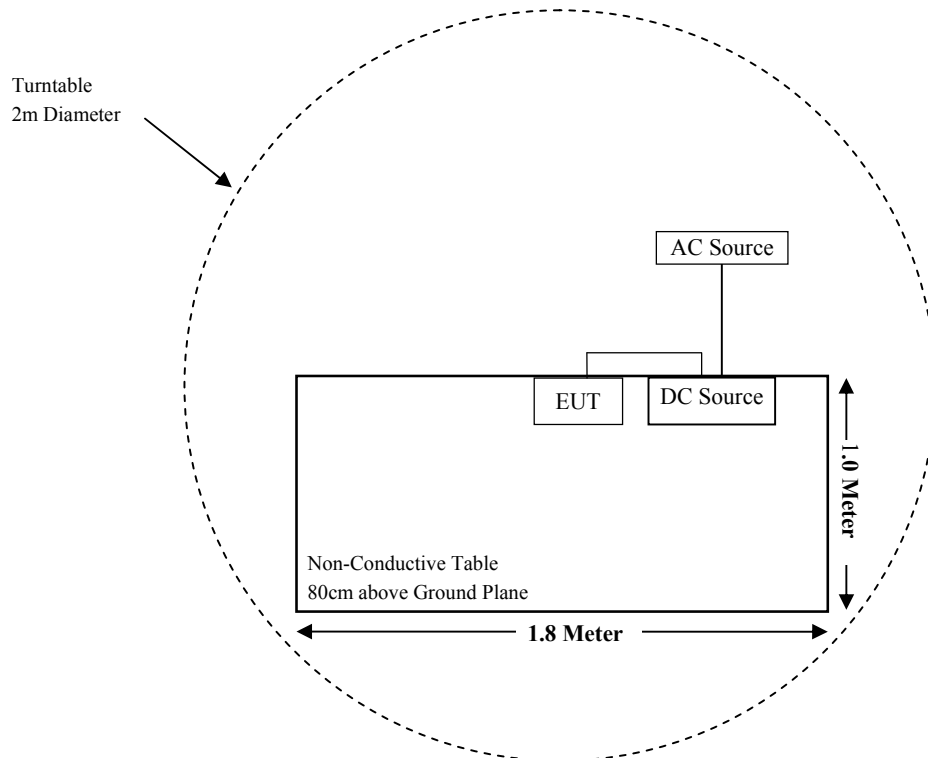 Turntable
2m Diameter
AC Source
EUT
DC Source
1.0 Meter
Non-Conductive Table
80cm above Ground Plane
1.8 Meter